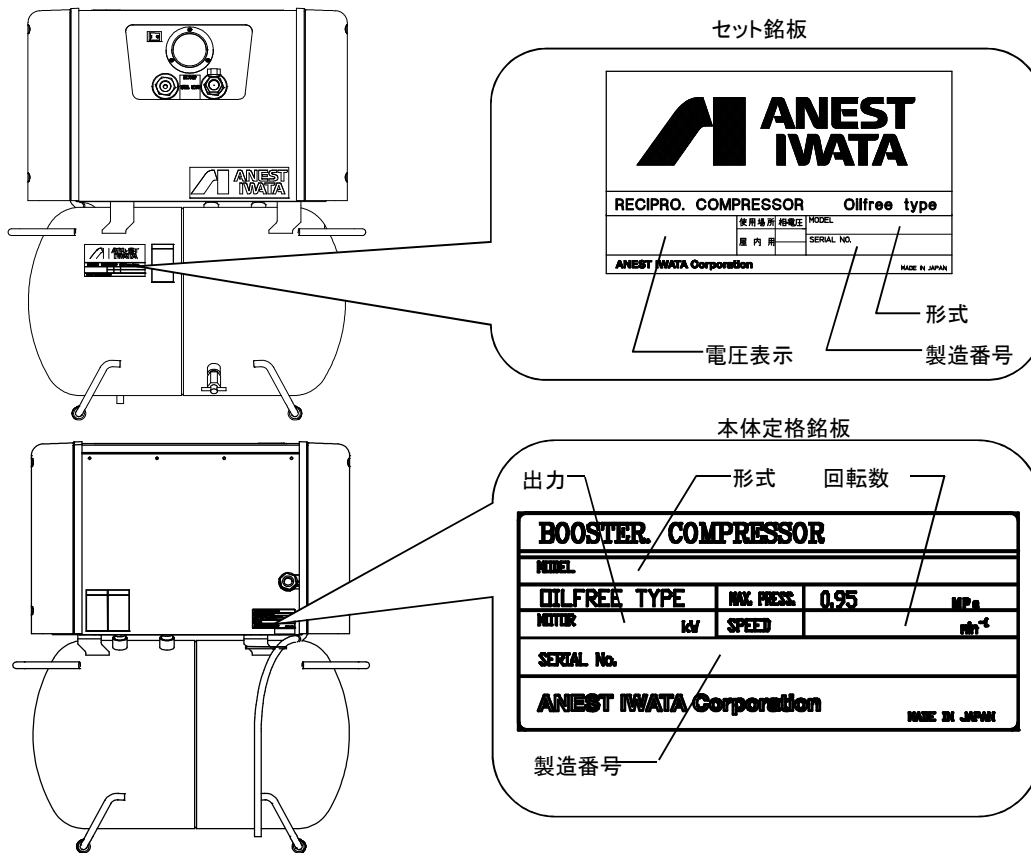 セット銘板
ANEST
IWATA
RECIPRO. COMPRESSOR Oilfree type
使用場所 相電圧 MODEL
屋内用 SERIAL NO.
ANEST IWATA Corporation MADE IN JAPAN
形式
電圧表示 製造番号
ANEST
IWATA
本体定格銘板
出力 形式 回転数
BOOSTER. COMPRESSOR
MODEL
OILFREE TYPE MAX. PRESS. 0.95 MPa
MOTOR kW SPEED min⁻¹
SERIAL No.
ANEST IWATA Corporation MADE IN JAPAN
製造番号